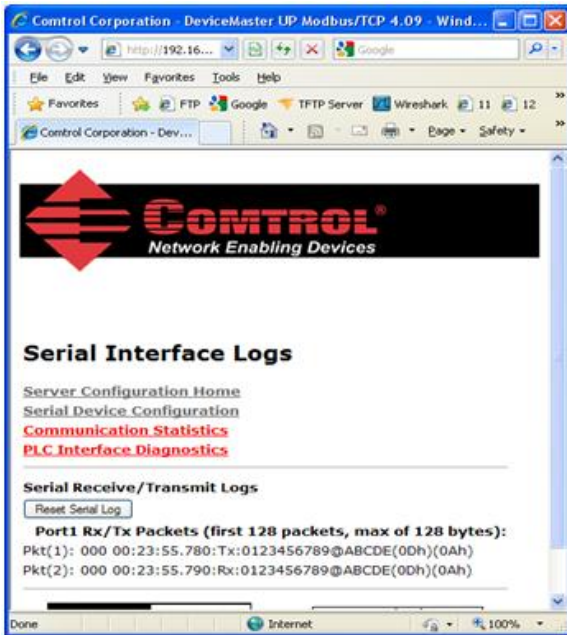 Comtrol Corporation - DeviceMaster UP Modbus/TCP 4.09 - Wind...
http://192.16...
Google
File Edit View Favorites Tools Help
Favorites FTP Google TFTP Server Wireshark 11 12 »
Comtrol Corporation - Dev... Page Safety »
COMTROL®
Network Enabling Devices
Serial Interface Logs
Server Configuration Home
Serial Device Configuration
Communication Statistics
PLC Interface Diagnostics
Serial Receive/Transmit Logs
Reset Serial Log
Port1 Rx/Tx Packets (first 128 packets, max of 128 bytes):
Pkt(1): 000 00:23:55.780:Tx:0123456789@ABCDE(0Dh)(0Ah)
Pkt(2): 000 00:23:55.790:Rx:0123456789@ABCDE(0Dh)(0Ah)
Done Internet 100%